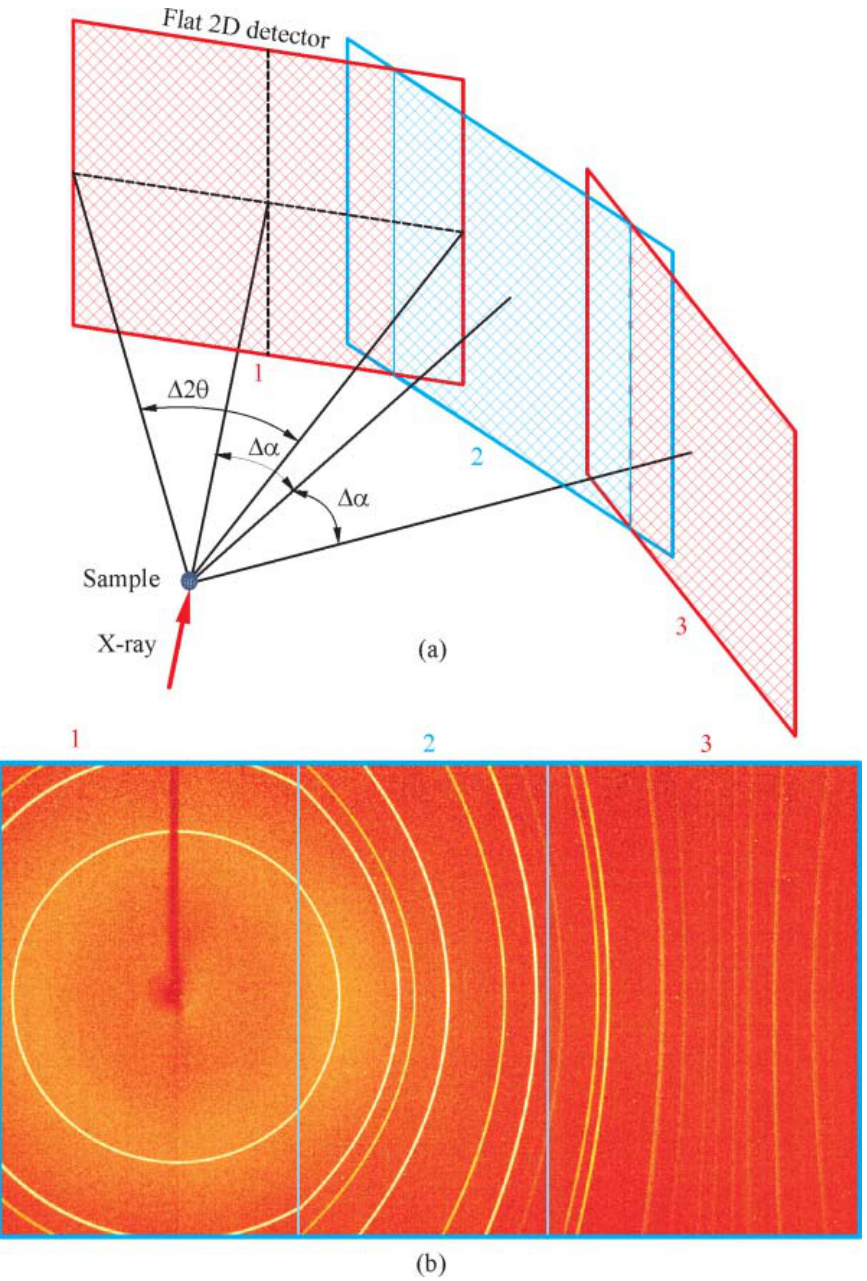 Flat 2D detector
1
Δ2θ
Δα
2
Δα
Sample
3
X-ray
(a)
1 2 3
(b)